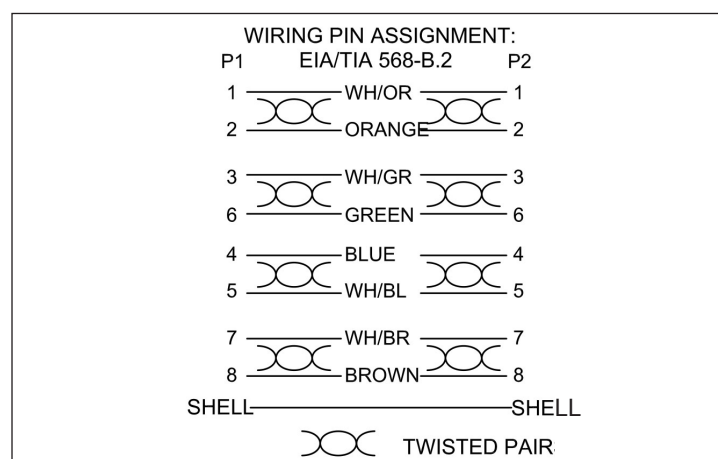 WIRING PIN ASSIGNMENT:
P1 EIA/TIA 568-B.2 P2
1 WH/OR 1
2 ORANGE 2
3 WH/GR 3
6 GREEN 6
4 BLUE 4
5 WH/BL 5
7 WH/BR 7
8 BROWN 8
SHELL SHELL
TWISTED PAIR